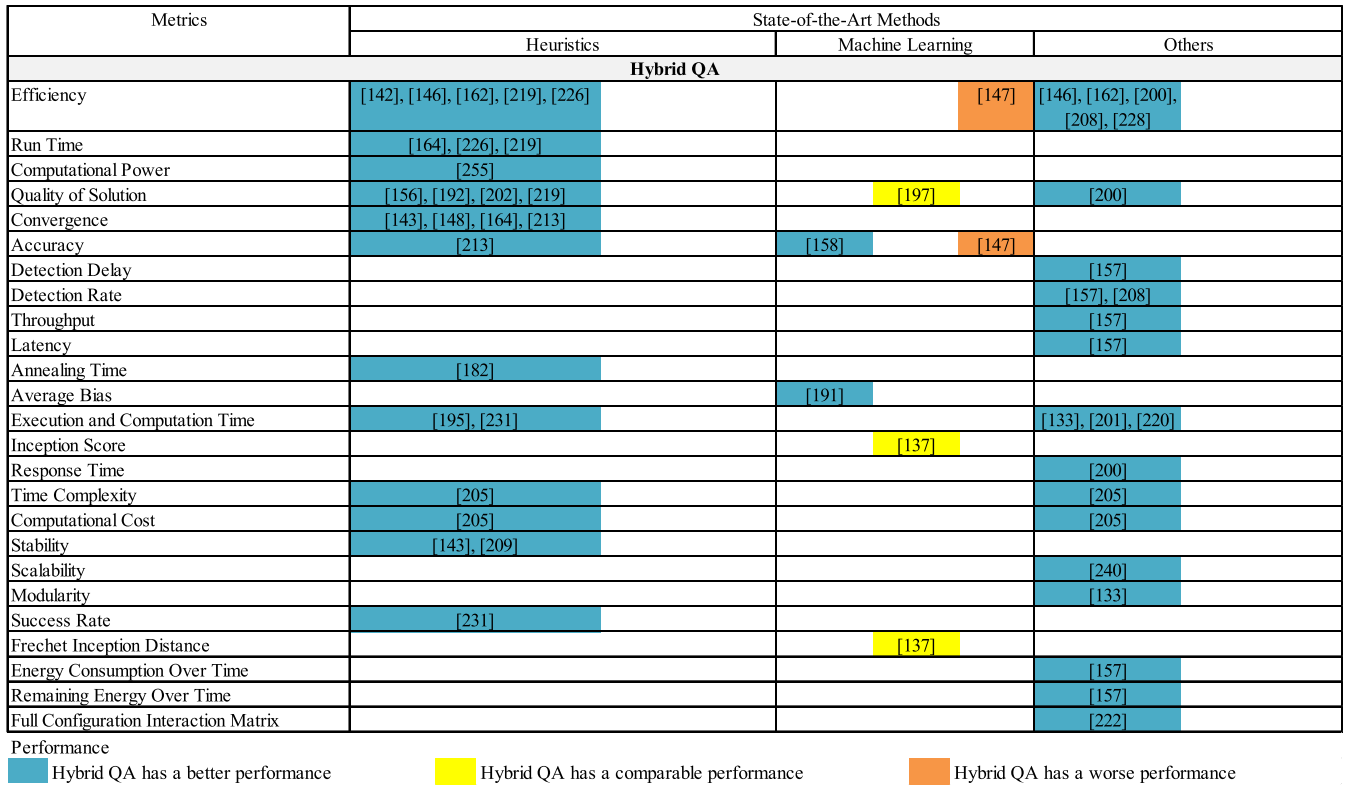 Metrics State-of-the-Art Methods
Heuristics Machine Learning Others
Hybrid QA
Efficiency [142], [146], [162], [219], [226] [147] [146], [162], [200],
[208], [228]
Run Time [164], [226], [219]
Computational Power [255]
Quality of Solution [156], [192], [202], [219] [197] [200]
Convergence [143], [148], [164], [213]
Accuracy [213] [158] [147]
Detection Delay [157]
Detection Rate [157], [208]
Throughput [157]
Latency [157]
Annealing Time [182]
Average Bias [191]
Execution and Computation Time [195], [231] [133], [201], [220]
Inception Score [137]
Response Time [200]
Time Complexity [205] [205]
Computational Cost [205] [205]
Stability [143], [209]
Scalability [240]
Modularity [133]
Success Rate [231]
Frechet Inception Distance [137]
Energy Consumption Over Time [157]
Remaining Energy Over Time [157]
Full Configuration Interaction Matrix [222]
Performance
Hybrid QA has a better performance Hybrid QA has a comparable performance Hybrid QA has a worse performance